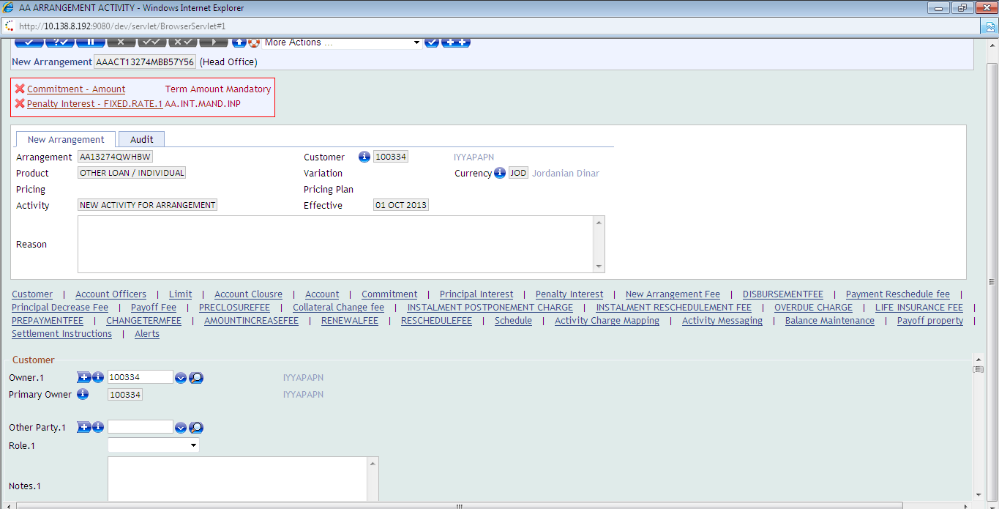 AA ARRANGEMENT ACTIVITY - Windows Internet Explorer
http://10.138.8.192:9080/dev/servlet/BrowserServlet#1
More Actions ...
New Arrangement AAACT13274MBB57Y56 (Head Office)
Commitment - Amount Term Amount Mandatory
Penalty Interest - FIXED.RATE.1 AA.INT.MAND.INP
New Arrangement Audit
Arrangement AA13274QWHBW Customer 100334 IYYAPAPN
Product OTHER LOAN / INDIVIDUAL Variation Currency JOD Jordanian Dinar
Pricing Pricing Plan
Activity NEW ACTIVITY FOR ARRANGEMENT Effective 01 OCT 2013
Reason
Customer | Account Officers | Limit | Account Clousre | Account | Commitment | Principal Interest | Penalty Interest | New Arrangement Fee | DISBURSEMENTFEE | Payment Reschedule fee |
Principal Decrease Fee | Payoff Fee | PRECLOSUREFEE | Collateral Change fee | INSTALMENT POSTPONEMENT CHARGE | INSTALMENT RESCHEDULEMENT FEE | OVERDUE CHARGE | LIFE INSURANCE FEE |
PREPAYMENTFEE | CHANGETERMFEE | AMOUNTINCREASEFEE | RENEWALFEE | RESCHEDULEFEE | Schedule | Activity Charge Mapping | Activity Messaging | Balance Maintenance | Payoff property |
Settlement Instructions | Alerts
Customer
Owner.1 100334 IYYAPAPN
Primary Owner 100334 IYYAPAPN
Other Party.1
Role.1
Notes.1